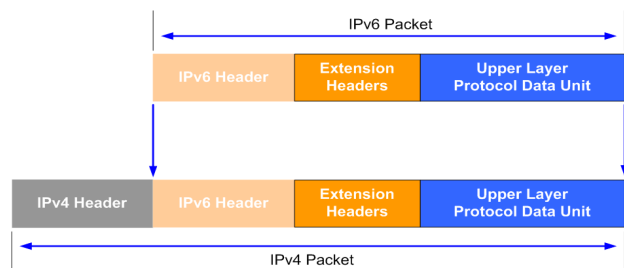 IPv6 Packet
IPv6 Header
Extension
Headers
Upper Layer
Protocol Data Unit
IPv4 Header
IPv6 Header
Extension
Headers
Upper Layer
Protocol Data Unit
IPv4 Packet